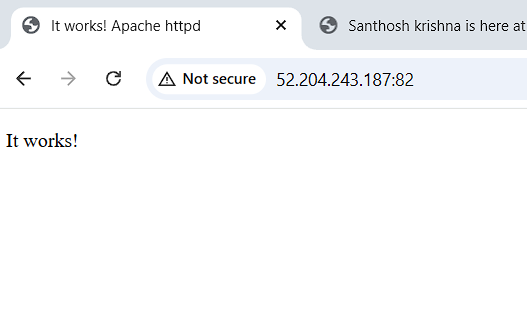 It works! Apache httpd
Santhosh krishna is here at
Not secure
52.204.243.187:82
It works!